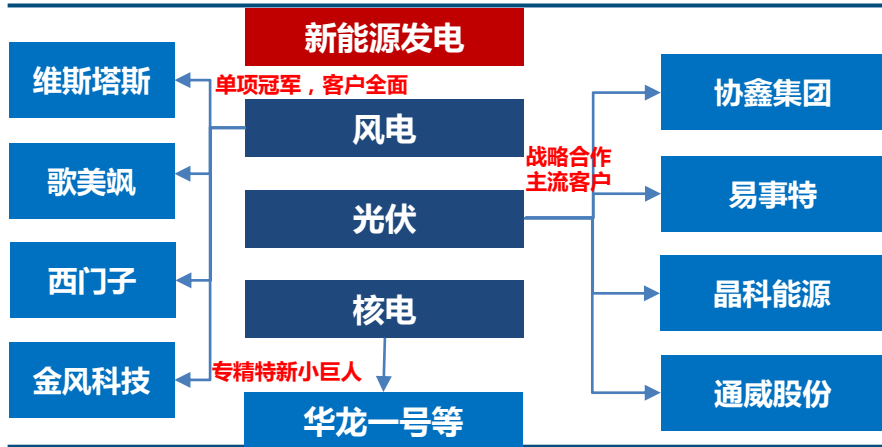 新能源发电
维斯塔斯
单项冠军，客户全面
协鑫集团
风电
战略合作
主流客户
歌美飒
易事特
光伏
西门子
晶科能源
核电
金风科技
专精特新小巨人
通威股份
华龙一号等